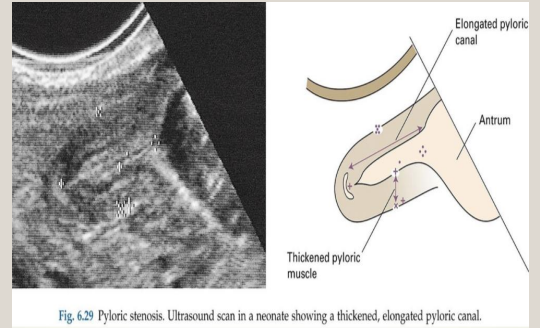 Elongated pyloric
canal
Antrum
Thickened pyloric
muscle
Fig. 6.29 Pyloric stenosis. Ultrasound scan in a neonate showing a thickened, elongated pyloric canal.